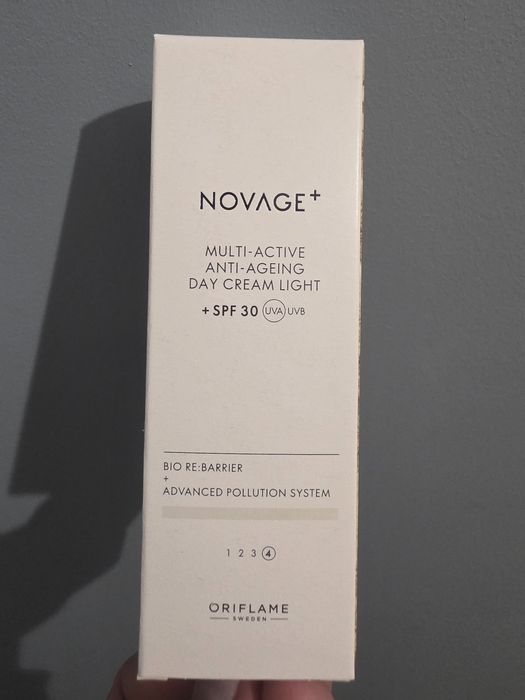 NOVAGE+
MULTI-ACTIVE
ANTI-AGEING
DAY CREAM LIGHT
+ SPF 30 UVA UVB
BIO RE:BARRIER
+
ADVANCED POLLUTION SYSTEM
1 2 3 4
ORIFLAME
SWEDEN